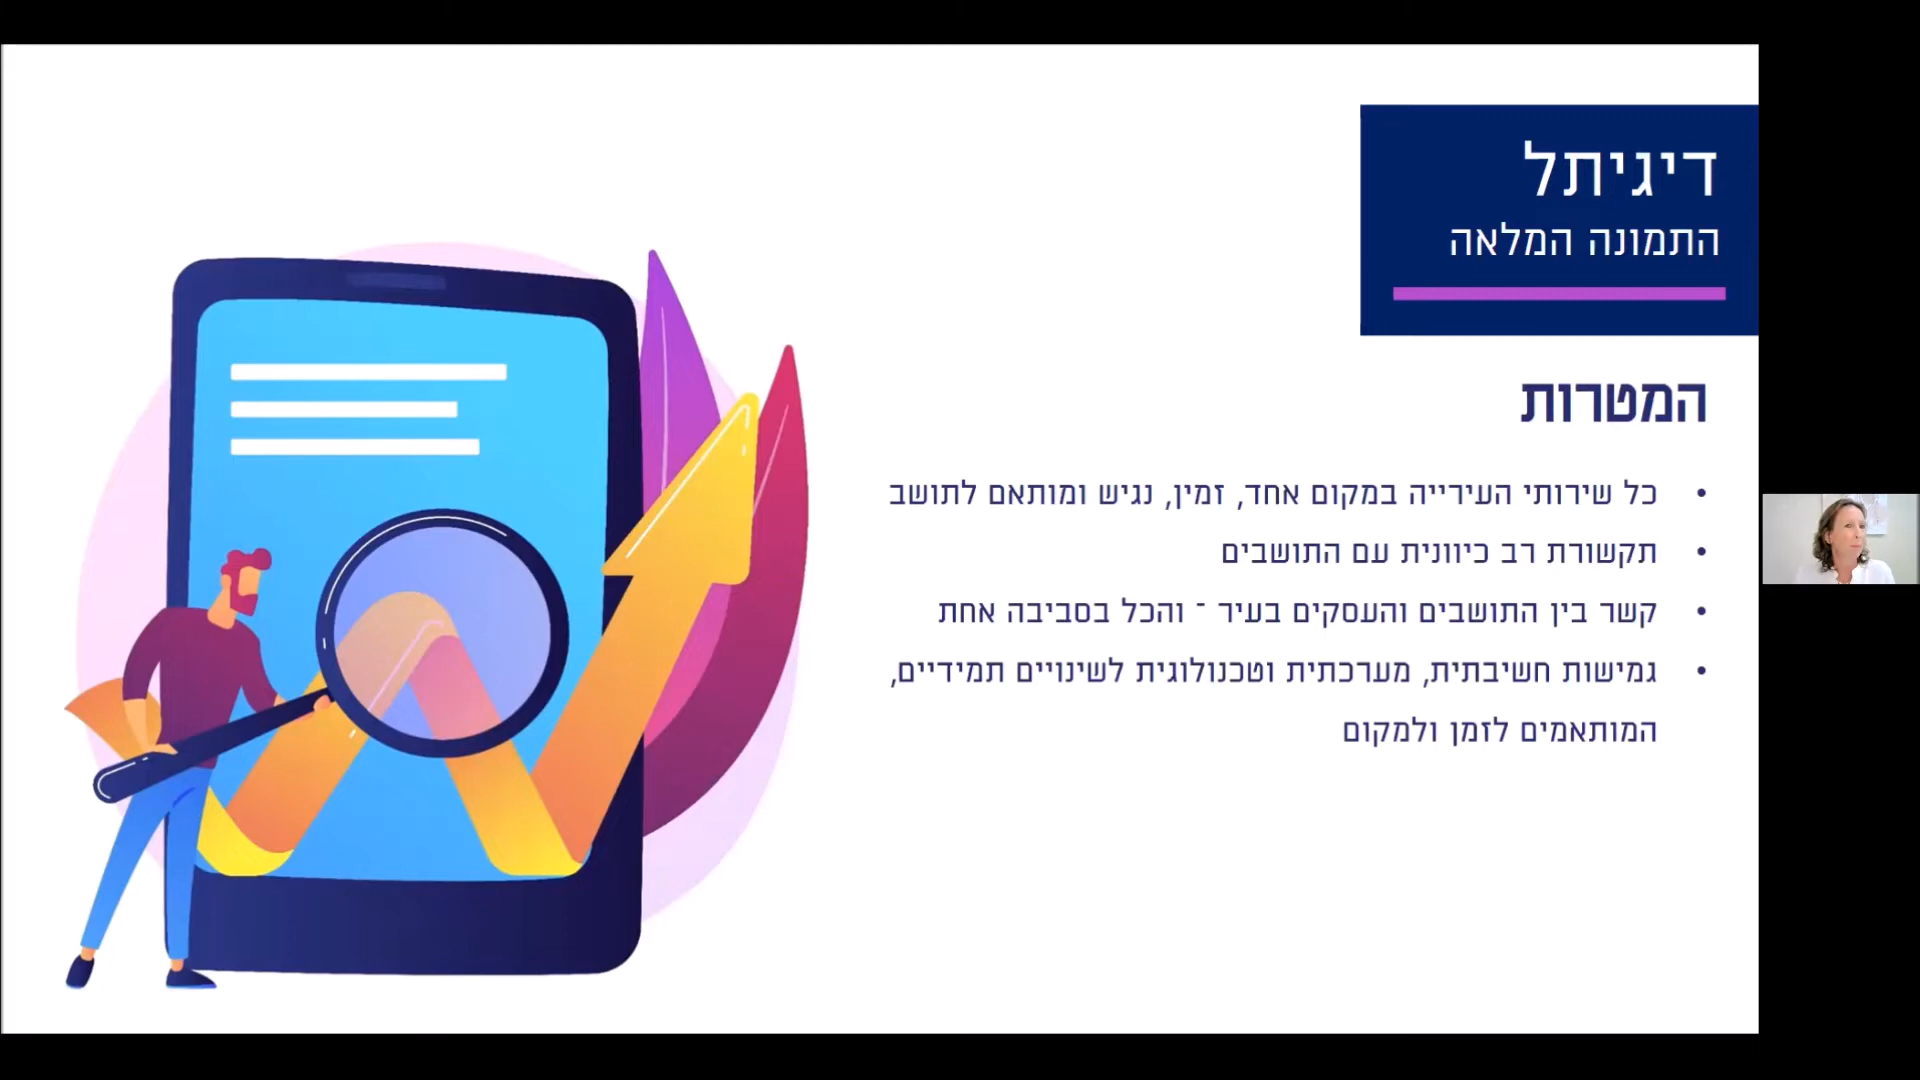 דיגיתל
התמונה המלאה
המטרות
• כל שירותי העירייה במקום אחד, זמין, נגיש ומותאם לתושב
• תקשורת רב כיוונית עם התושבים
• קשר בין התושבים והעסקים בעיר - והכל בסביבה אחת
• גמישות חשיבתית, מערכתית וטכנולוגית לשינויים תמידיים,
המותאמים לזמן ולמקום